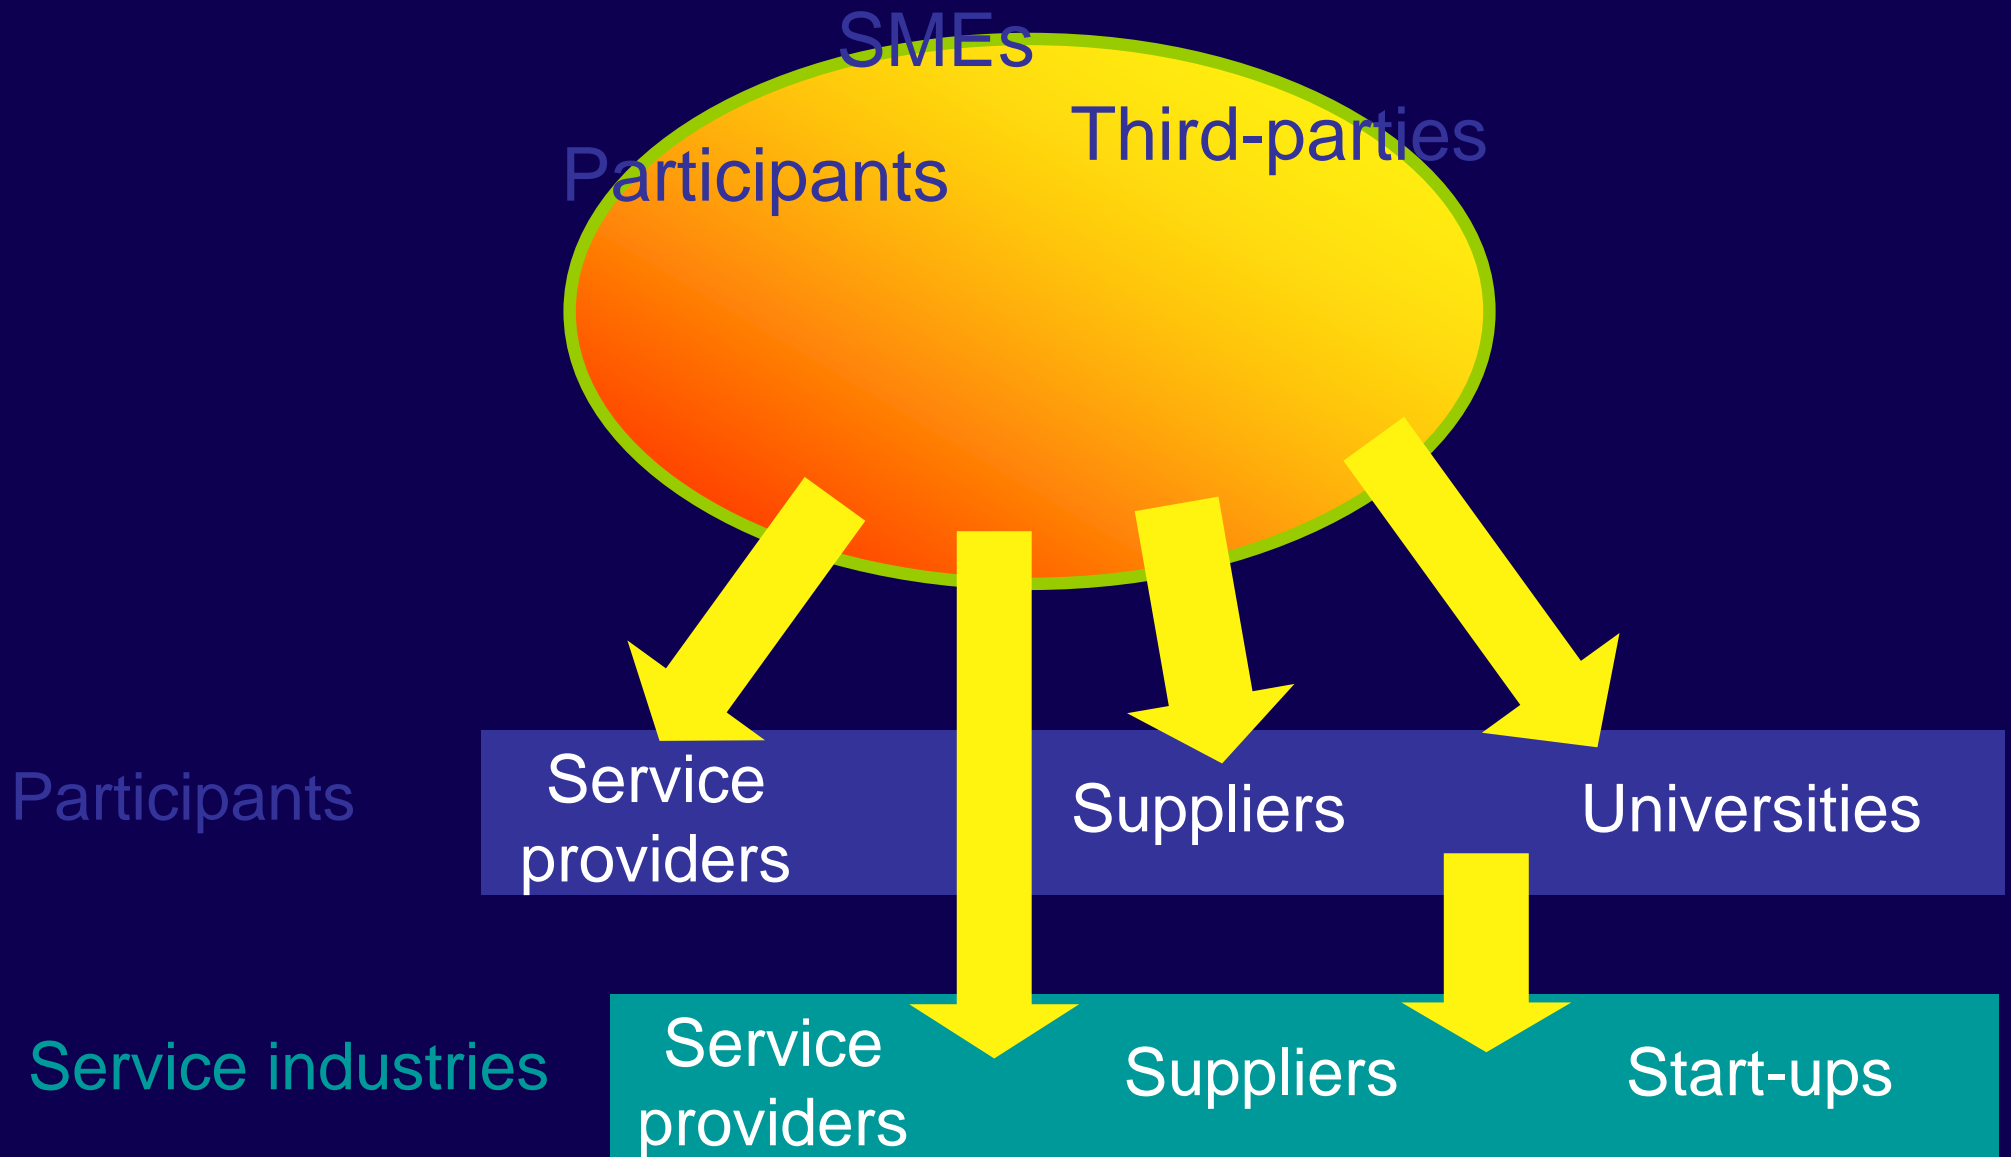 SMEs
Third-parties
Participants
Participants
Service
providers
Suppliers
Universities
Service industries
Service
providers
Suppliers
Start-ups